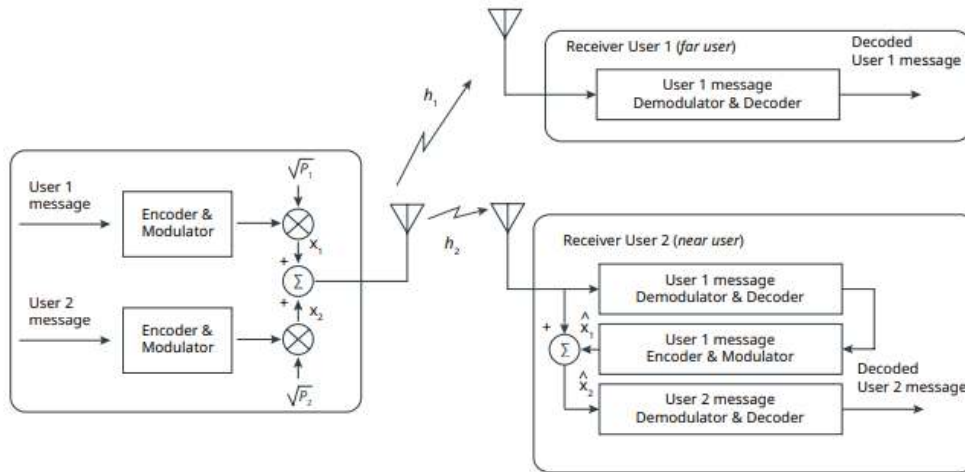 Receiver User 1 (far user)
Decoded
User 1 message
User 1 message
Demodulator & Decoder
h1
√P1
User 1
message
Encoder &
Modulator
x1
+
Σ
+
User 2
message
x2
Encoder &
Modulator
√P2
h2
Receiver User 2 (near user)
User 1 message
Demodulator & Decoder
+
x̂1
Σ
User 1 message
Encoder & Modulator
x̂2
Decoded
User 2 message
User 2 message
Demodulator & Decoder